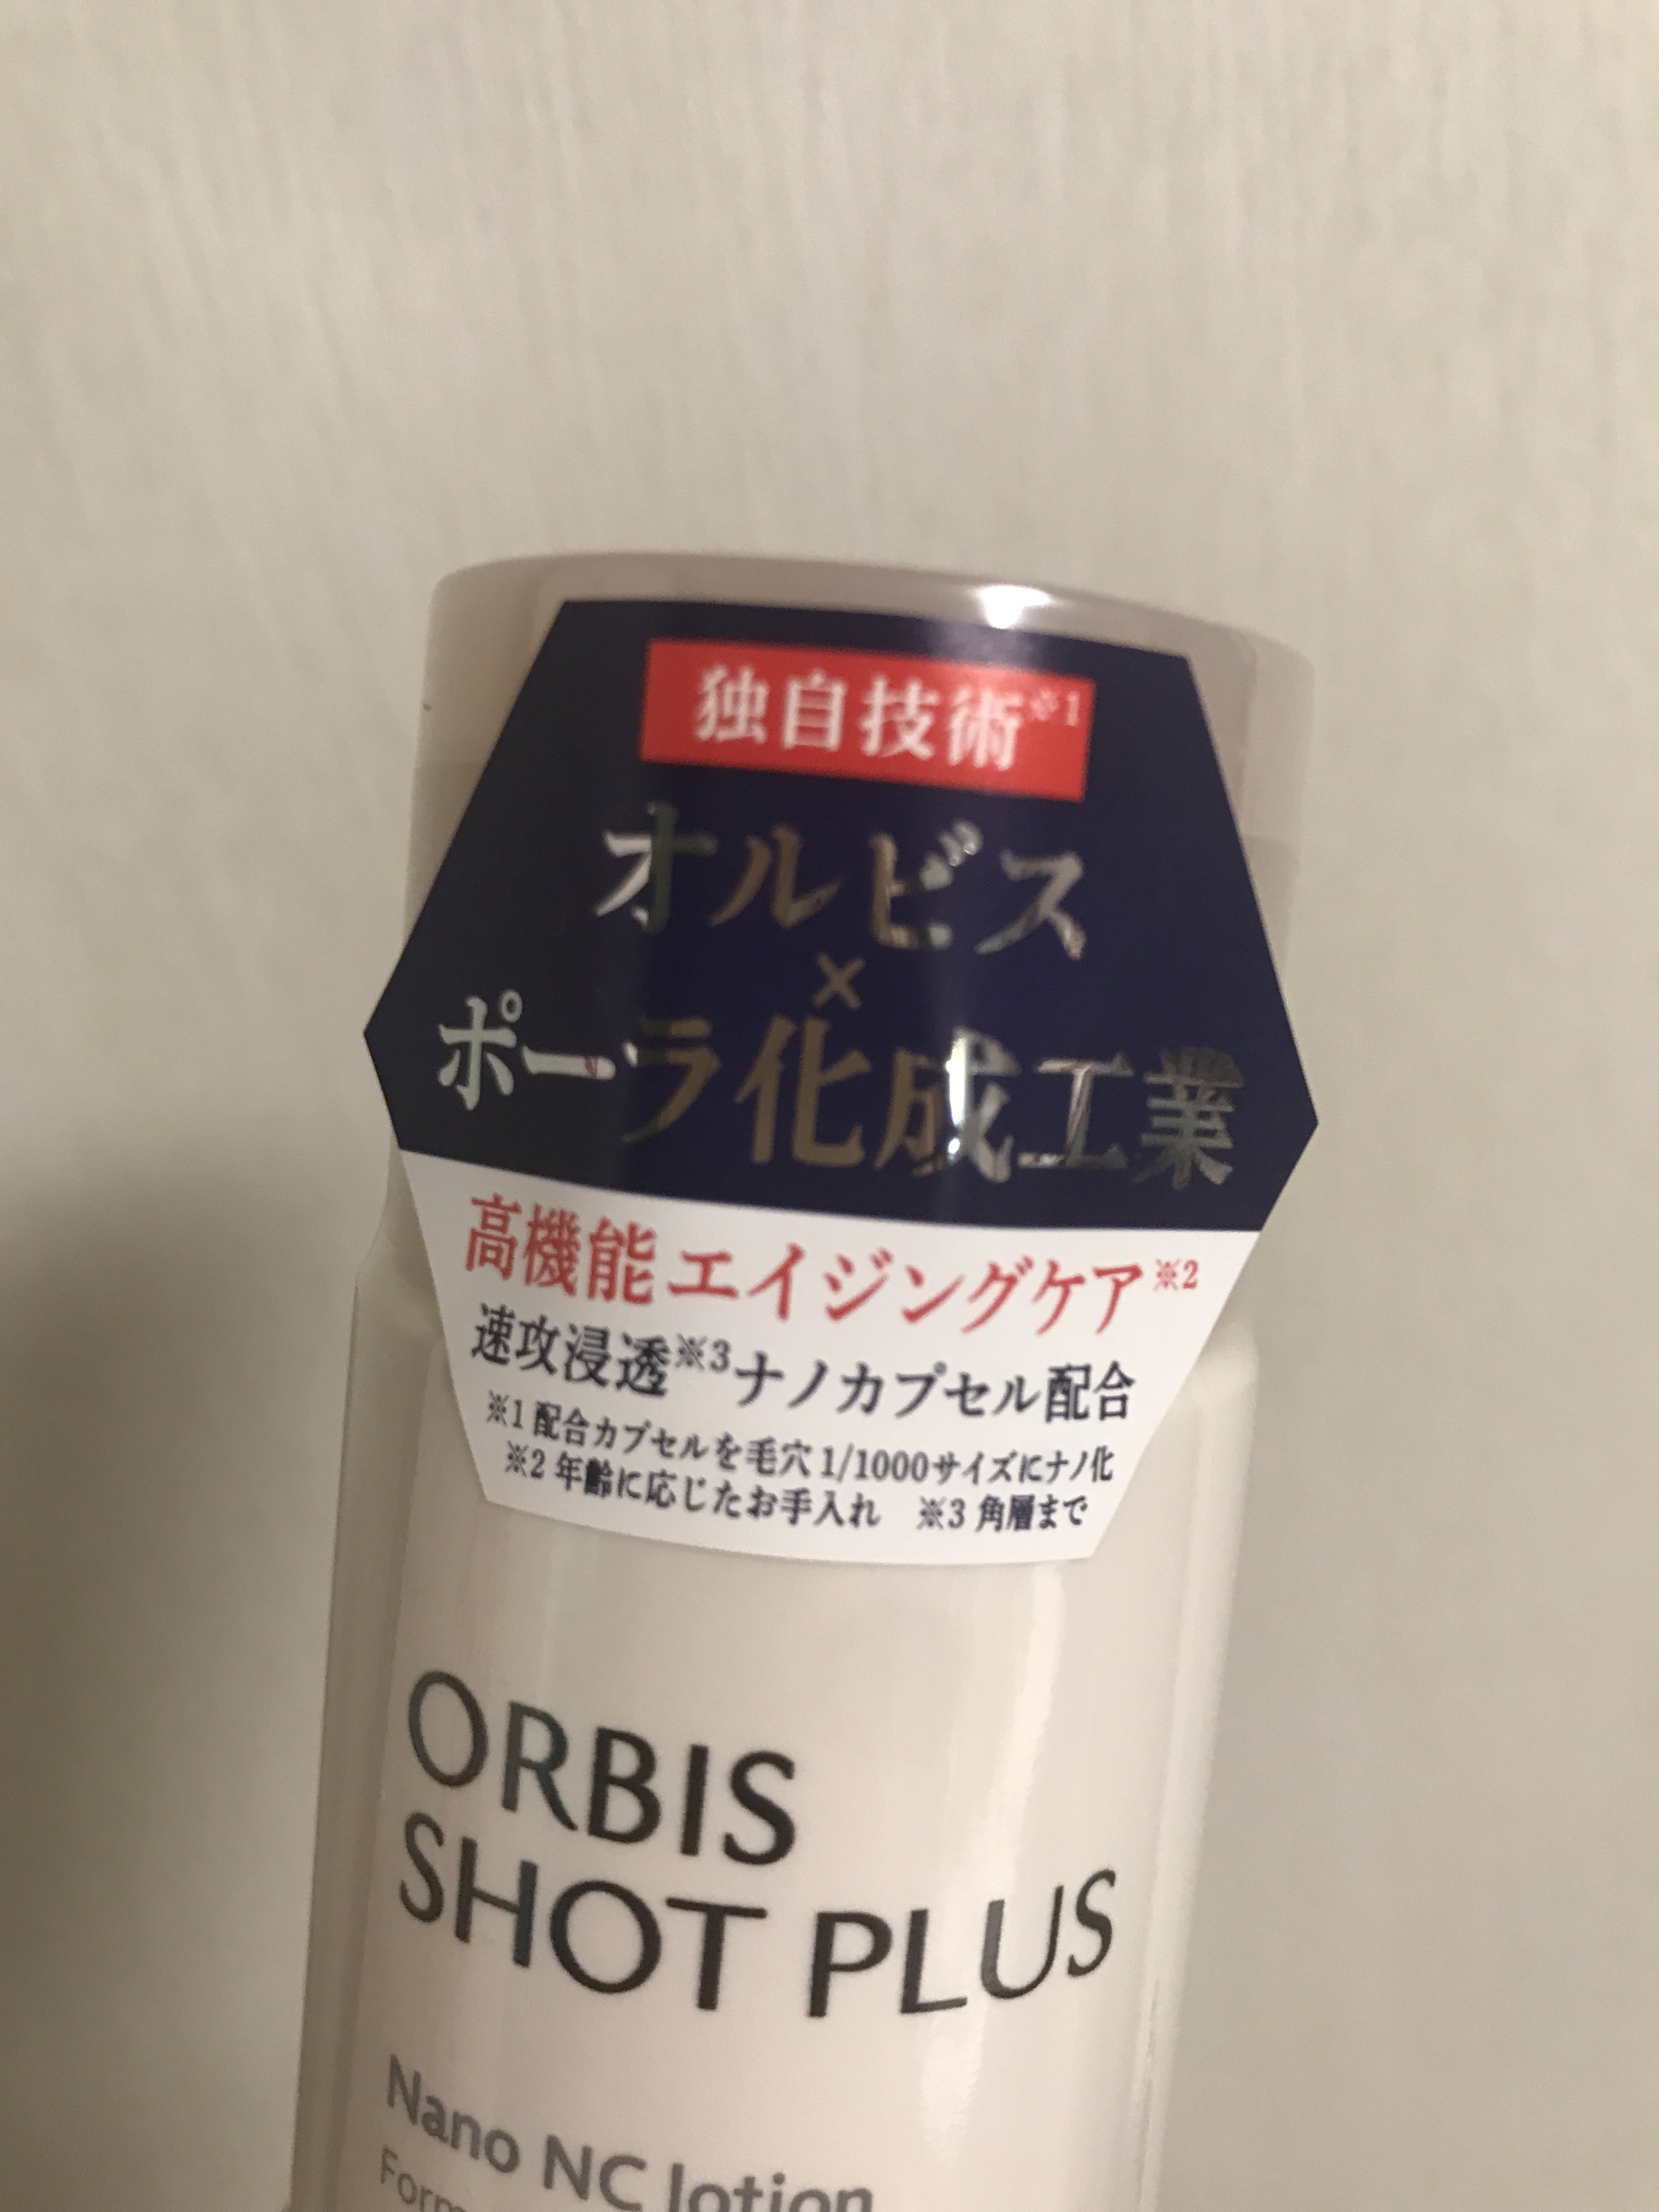 独自技術※1
オルビス
×
ポーラ化成工業
高機能エイジングケア※2
速攻浸透※3ナノカプセル配合
※1 配合カプセルを毛穴1/1000サイズにナノ化
※2 年齢に応じたお手入れ ※3 角層まで
ORBIS
SHOT PLUS
Nano NC lotion